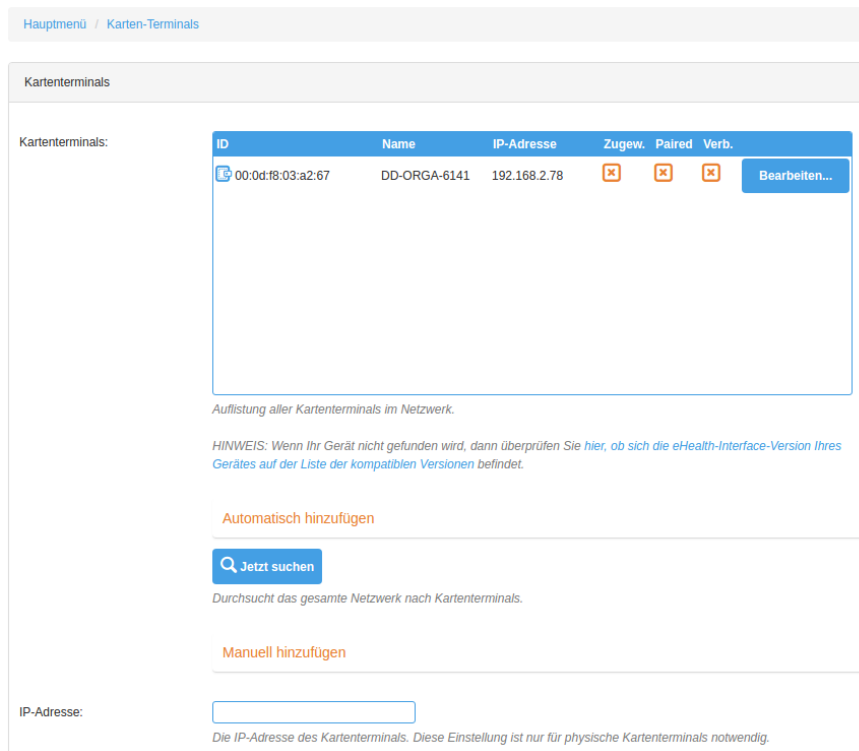 Hauptmenü / Karten-Terminals
Kartenterminals
Kartenterminals:
ID Name IP-Adresse Zugew. Paired Verb.
00:0d:f8:03:a2:67 DD-ORGA-6141 192.168.2.78 Bearbeiten...
Auflistung aller Kartenterminals im Netzwerk.
HINWEIS: Wenn Ihr Gerät nicht gefunden wird, dann überprüfen Sie hier, ob sich die eHealth-Interface-Version Ihres
Gerätes auf der Liste der kompatiblen Versionen befindet.
Automatisch hinzufügen
Jetzt suchen
Durchsucht das gesamte Netzwerk nach Kartenterminals.
Manuell hinzufügen
IP-Adresse:
Die IP-Adresse des Kartenterminals. Diese Einstellung ist nur für physische Kartenterminals notwendig.